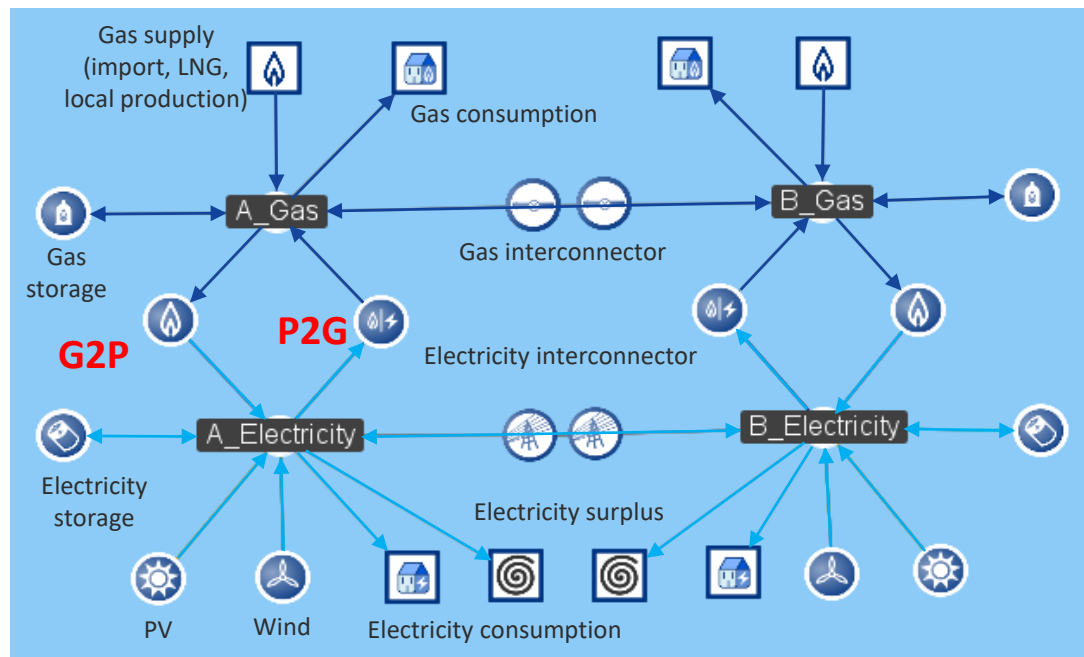 Gas supply
(import, LNG,
local production)
Gas consumption
A_Gas
B_Gas
Gas
storage
Gas interconnector
G2P
P2G
Electricity interconnector
A_Electricity
B_Electricity
Electricity
storage
Electricity surplus
PV
Wind
Electricity consumption